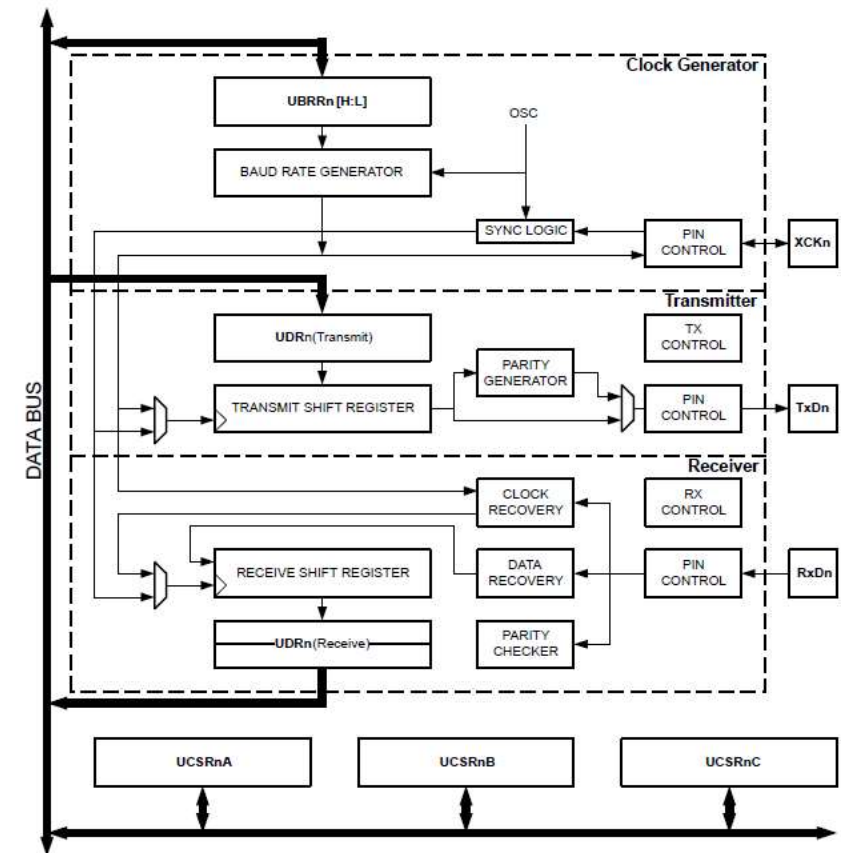 Clock Generator
UBRRn [H:L]
OSC
BAUD RATE GENERATOR
SYNC LOGIC
PIN
CONTROL
XCKn
Transmitter
UDRn(Transmit)
TX
CONTROL
PARITY
GENERATOR
TRANSMIT SHIFT REGISTER
PIN
CONTROL
TxDn
DATA BUS
Receiver
CLOCK
RECOVERY
RX
CONTROL
RECEIVE SHIFT REGISTER
DATA
RECOVERY
PIN
CONTROL
RxDn
UDRn(Receive)
PARITY
CHECKER
UCSRnA
UCSRnB
UCSRnC